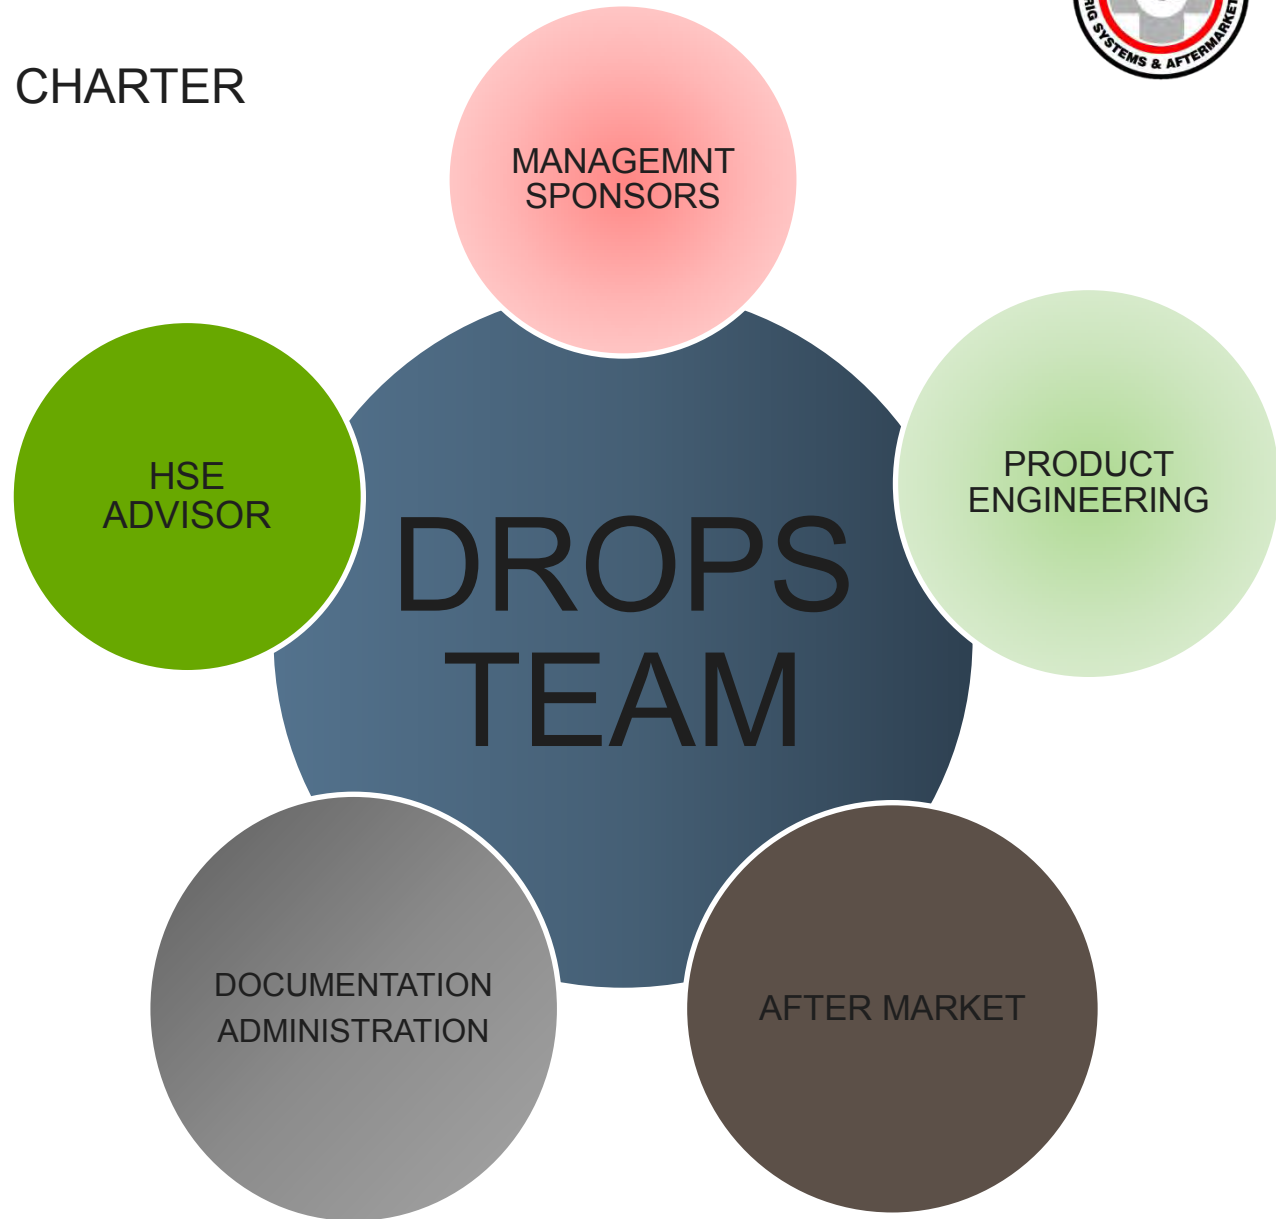 RIG SYSTEMS & AFTERMARKET
CHARTER
MANAGEMNT
SPONSORS
HSE
ADVISOR
PRODUCT
ENGINEERING
DROPS
TEAM
DOCUMENTATION
ADMINISTRATION
AFTER MARKET